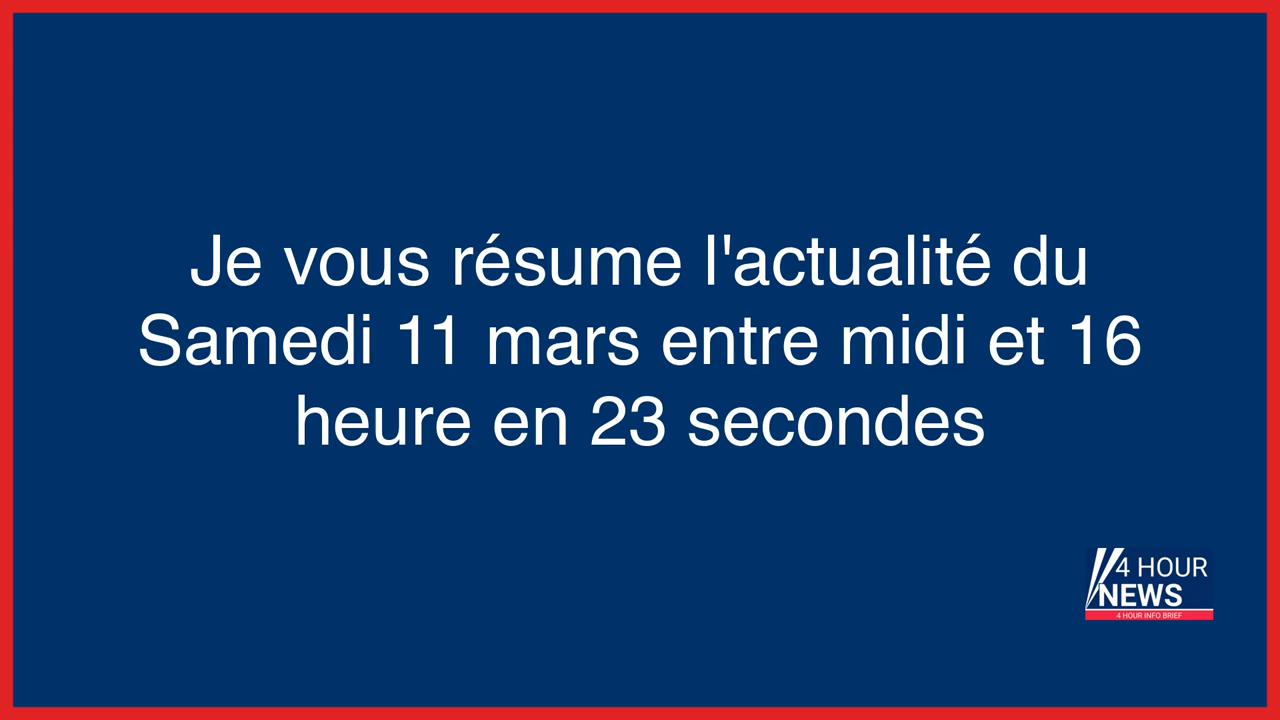 Je vous résume l'actualité du
Samedi 11 mars entre midi et 16
heure en 23 secondes
4 HOUR
NEWS
4 HOUR INFO BRIEF